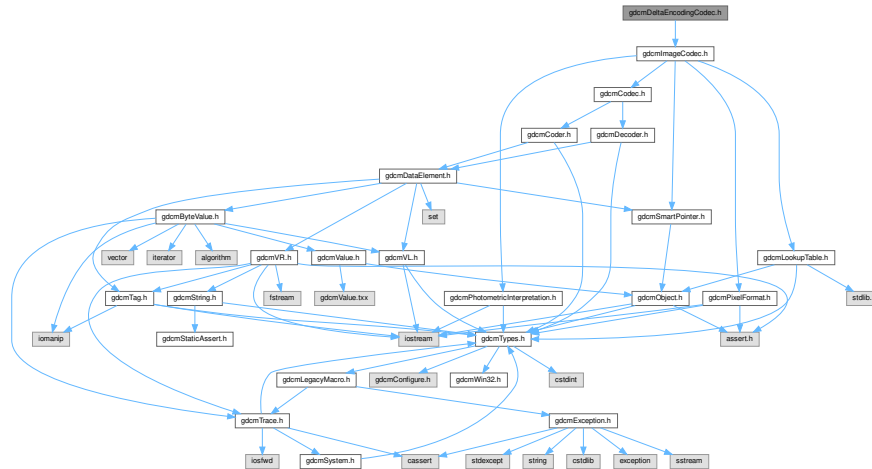 gdcmDeltaEncodingCodec.h
gdcmImageCodec.h
gdcmCodec.h
gdcmCoder.h
gdcmDecoder.h
gdcmDataElement.h
gdcmByteValue.h
set
gdcmSmartPointer.h
vector
iterator
algorithm
gdcmVR.h
gdcmValue.h
gdcmVL.h
gdcmLookupTable.h
gdcmTag.h
gdcmString.h
fstream
gdcmValue.txx
gdcmPhotometricInterpretation.h
gdcmObject.h
gdcmPixelFormat.h
stdlib.
iomanip
gdcmStaticAssert.h
iostream
gdcmTypes.h
assert.h
gdcmLegacyMacro.h
gdcmConfigure.h
gdcmWin32.h
cstdint
gdcmTrace.h
gdcmException.h
iosfwd
gdcmSystem.h
cassert
stdexcept
string
cstdlib
exception
sstream